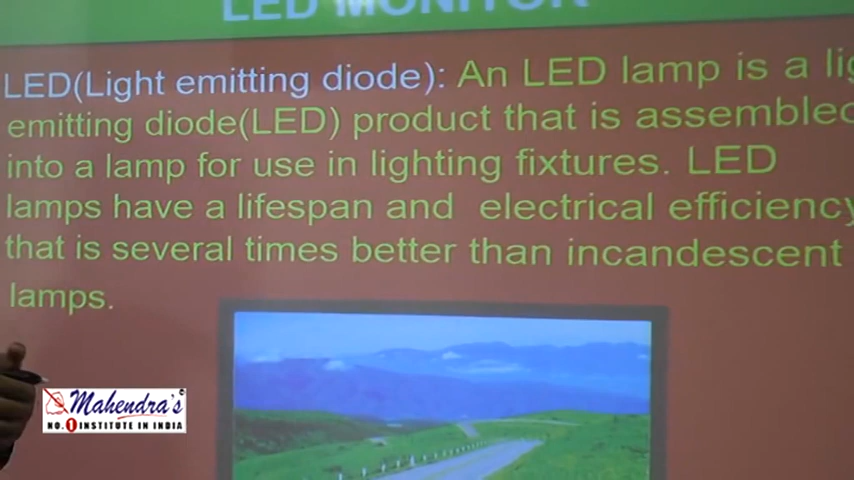 LED MONITOR
LED(Light emitting diode): An LED lamp is a lig
emitting diode(LED) product that is assembled
into a lamp for use in lighting fixtures. LED
lamps have a lifespan and electrical efficiency
that is several times better than incandescent
lamps.
Mahendra's
NO. 1 INSTITUTE IN INDIA